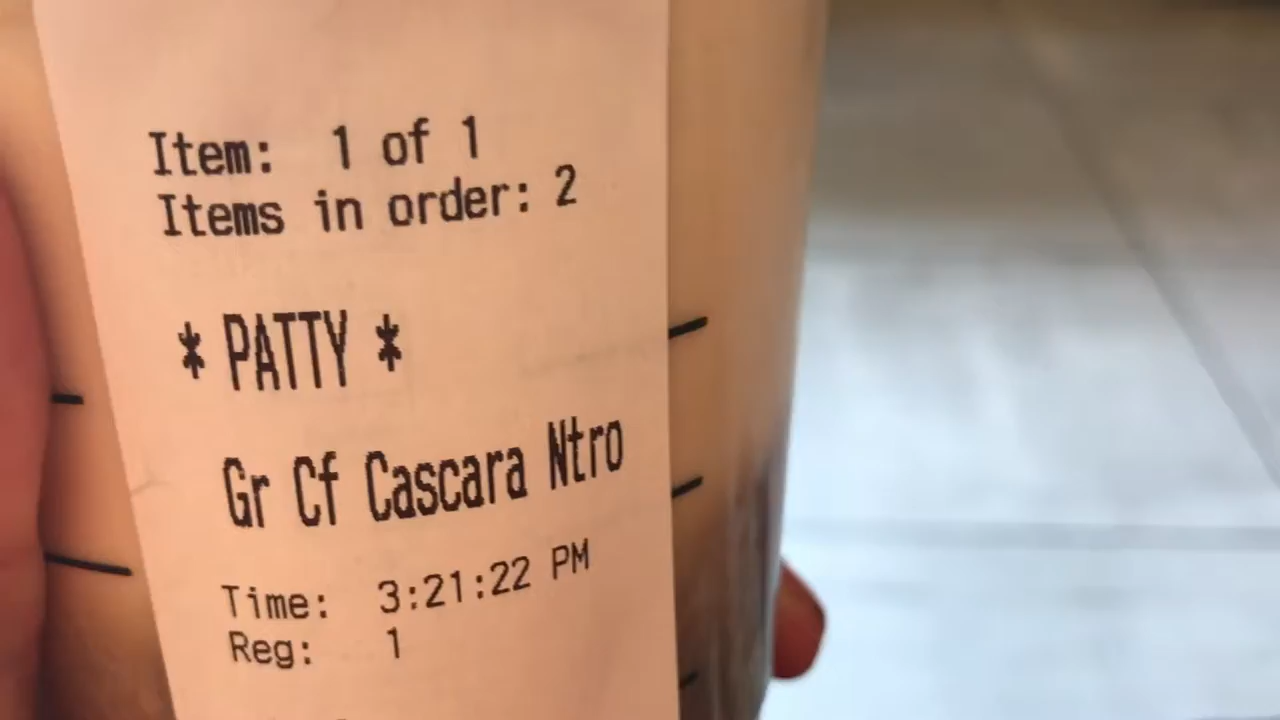 Item: 1 of 1
Items in order: 2
* PATTY *
Gr Cf Cascara Ntro
Time: 3:21:22 PM
Reg: 1